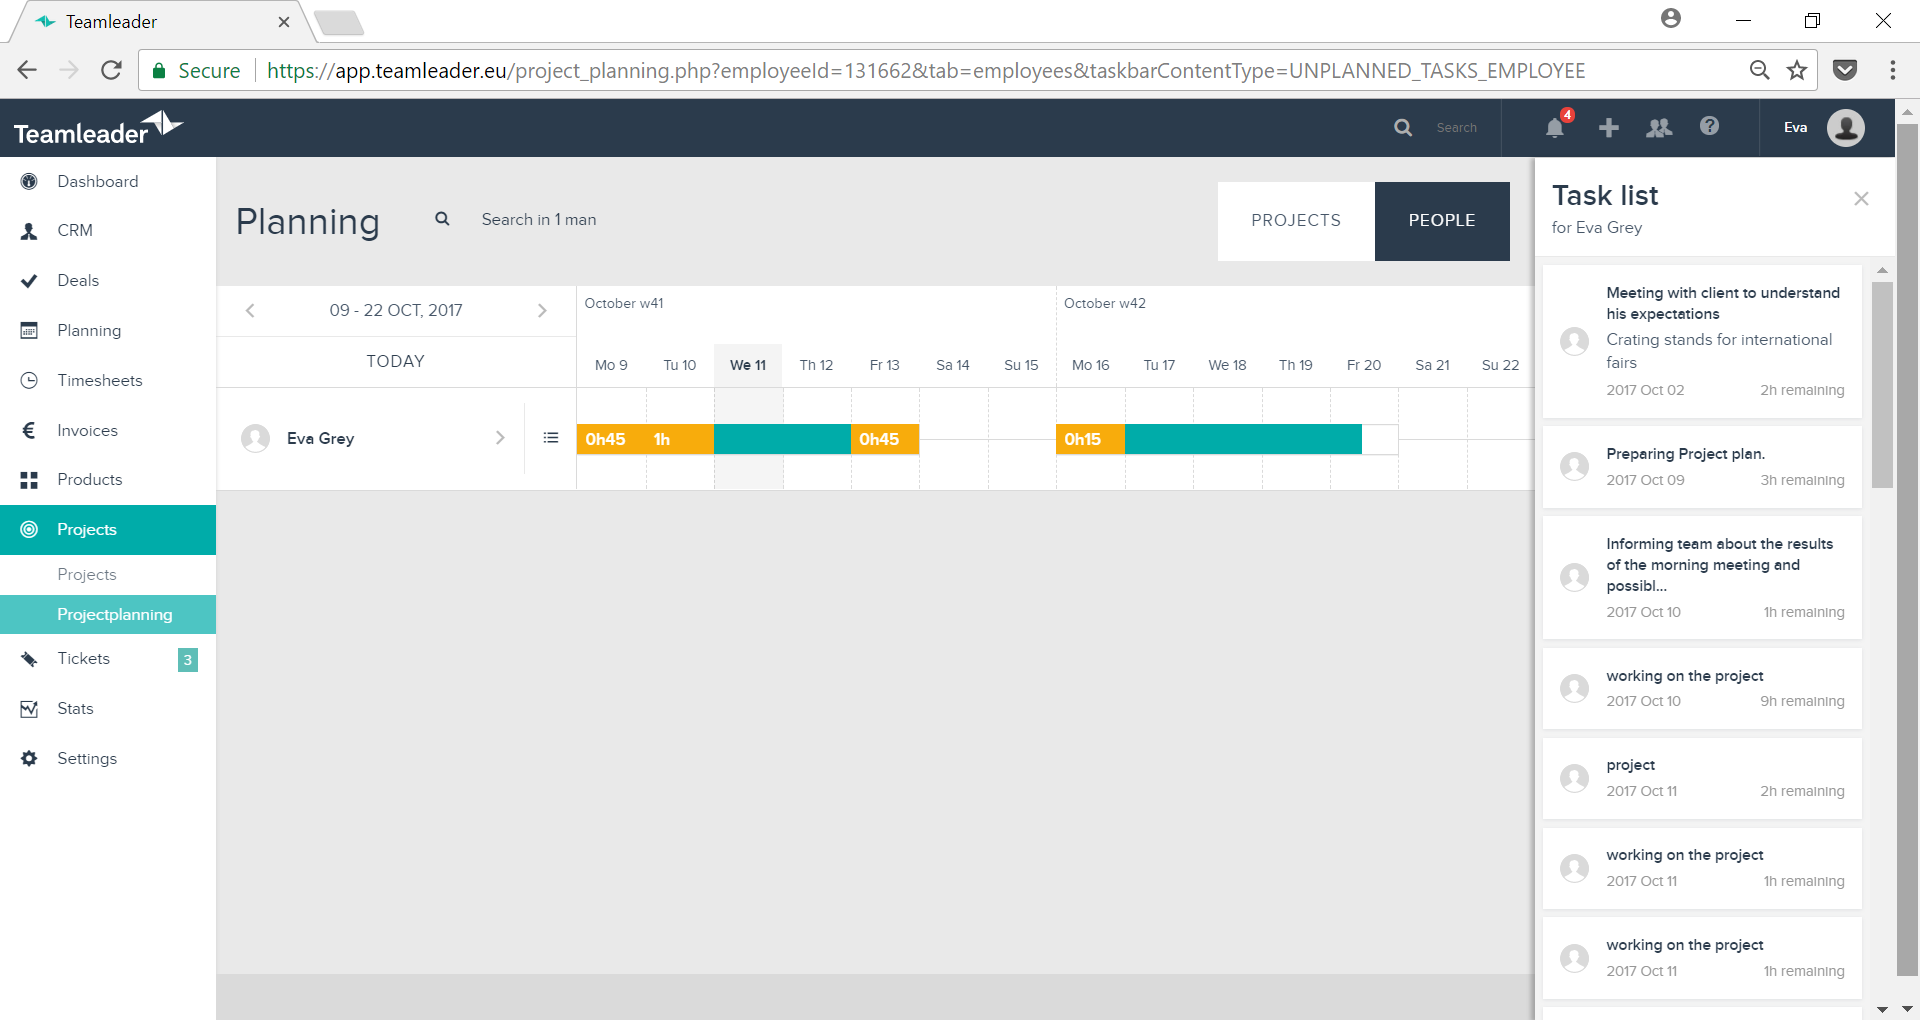 Teamleader
Secure
https://app.teamleader.eu/project_planning.php?employeeId=131662&tab=employees&taskbarContentType=UNPLANNED_TASKS_EMPLOYEE
Teamleader
Search
4
Eva
Dashboard
CRM
Deals
Planning
Timesheets
Invoices
Products
Projects
Projects
Projectplanning
Tickets 3
Stats
Settings
Planning
Search in 1 man
PROJECTS
PEOPLE
09 - 22 OCT, 2017
TODAY
October w41
October w42
Mo 9 Tu 10 We 11 Th 12 Fr 13 Sa 14 Su 15 Mo 16 Tu 17 We 18 Th 19 Fr 20 Sa 21 Su 22
Eva Grey
0h45 1h 0h45 0h15
Task list
for Eva Grey
Meeting with client to understand
his expectations
Crating stands for international
fairs
2017 Oct 02 2h remaining
Preparing Project plan.
2017 Oct 09 3h remaining
Informing team about the results
of the morning meeting and
possibl...
2017 Oct 10 1h remaining
working on the project
2017 Oct 10 9h remaining
project
2017 Oct 11 2h remaining
working on the project
2017 Oct 11 1h remaining
working on the project
2017 Oct 11 1h remaining